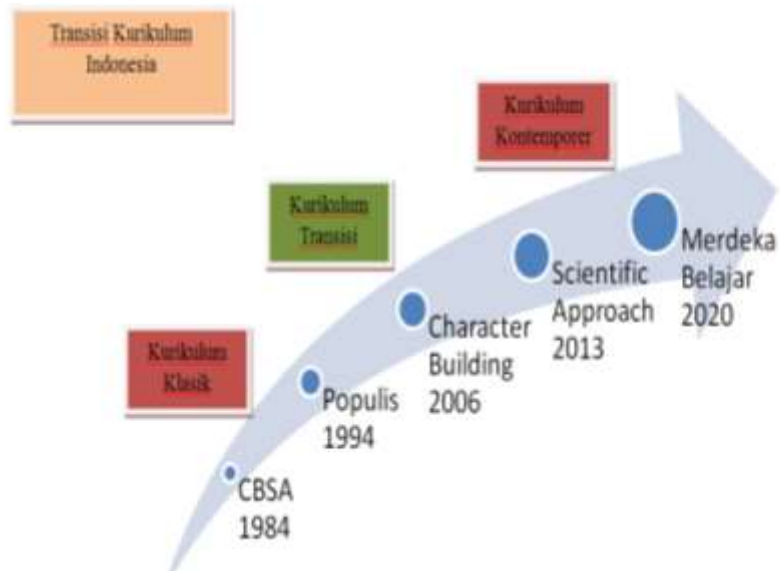 Transisi Kurikulum
Indonesia
Kurikulum
Kontemporer
Kurikulum
Transisi
Kurikulum
Klasik
Merdeka
Belajar
2020
Scientific
Approach
2013
Character
Building
2006
Populis
1994
CBSA
1984